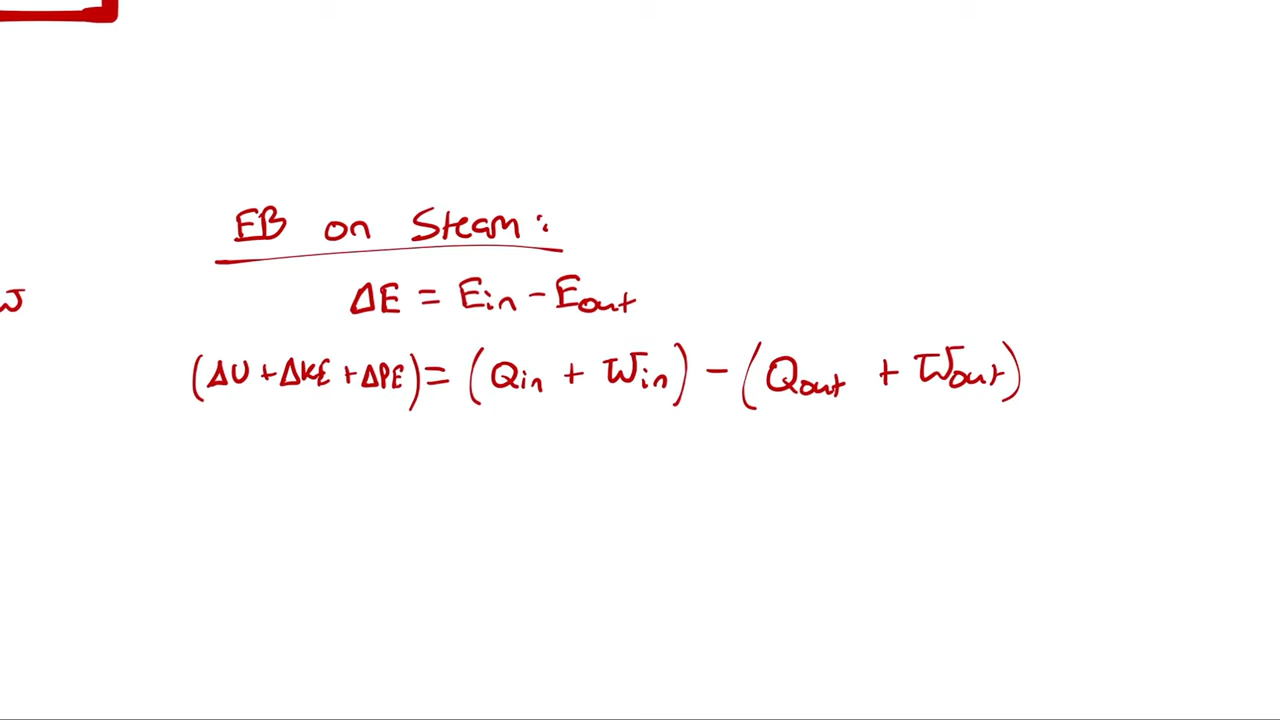 EB on Steam:
ΔE = Ein - Eout
W
(ΔU + ΔKE + ΔPE) = (Qin + Win) - (Qout + Wout)